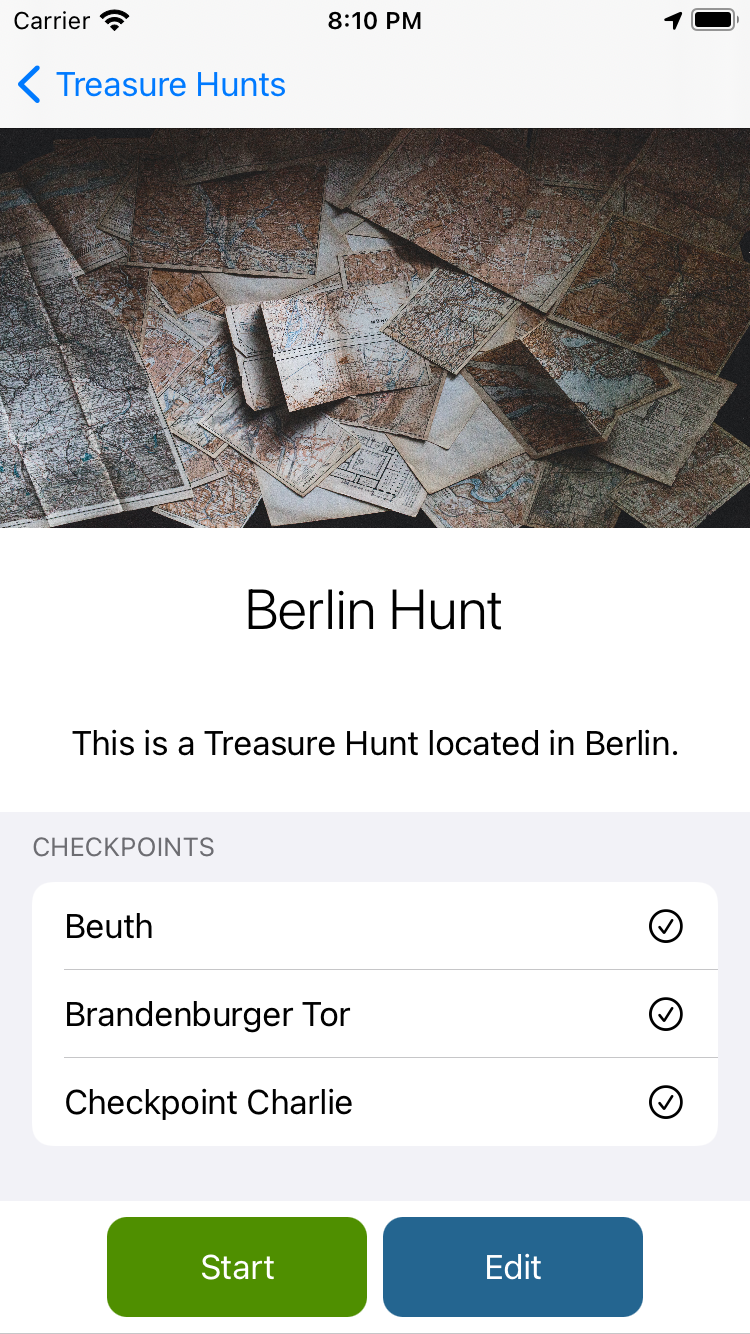 Carrier 8:10 PM
Treasure Hunts
Berlin Hunt
This is a Treasure Hunt located in Berlin.
CHECKPOINTS
Beuth
Brandenburger Tor
Checkpoint Charlie
Start Edit